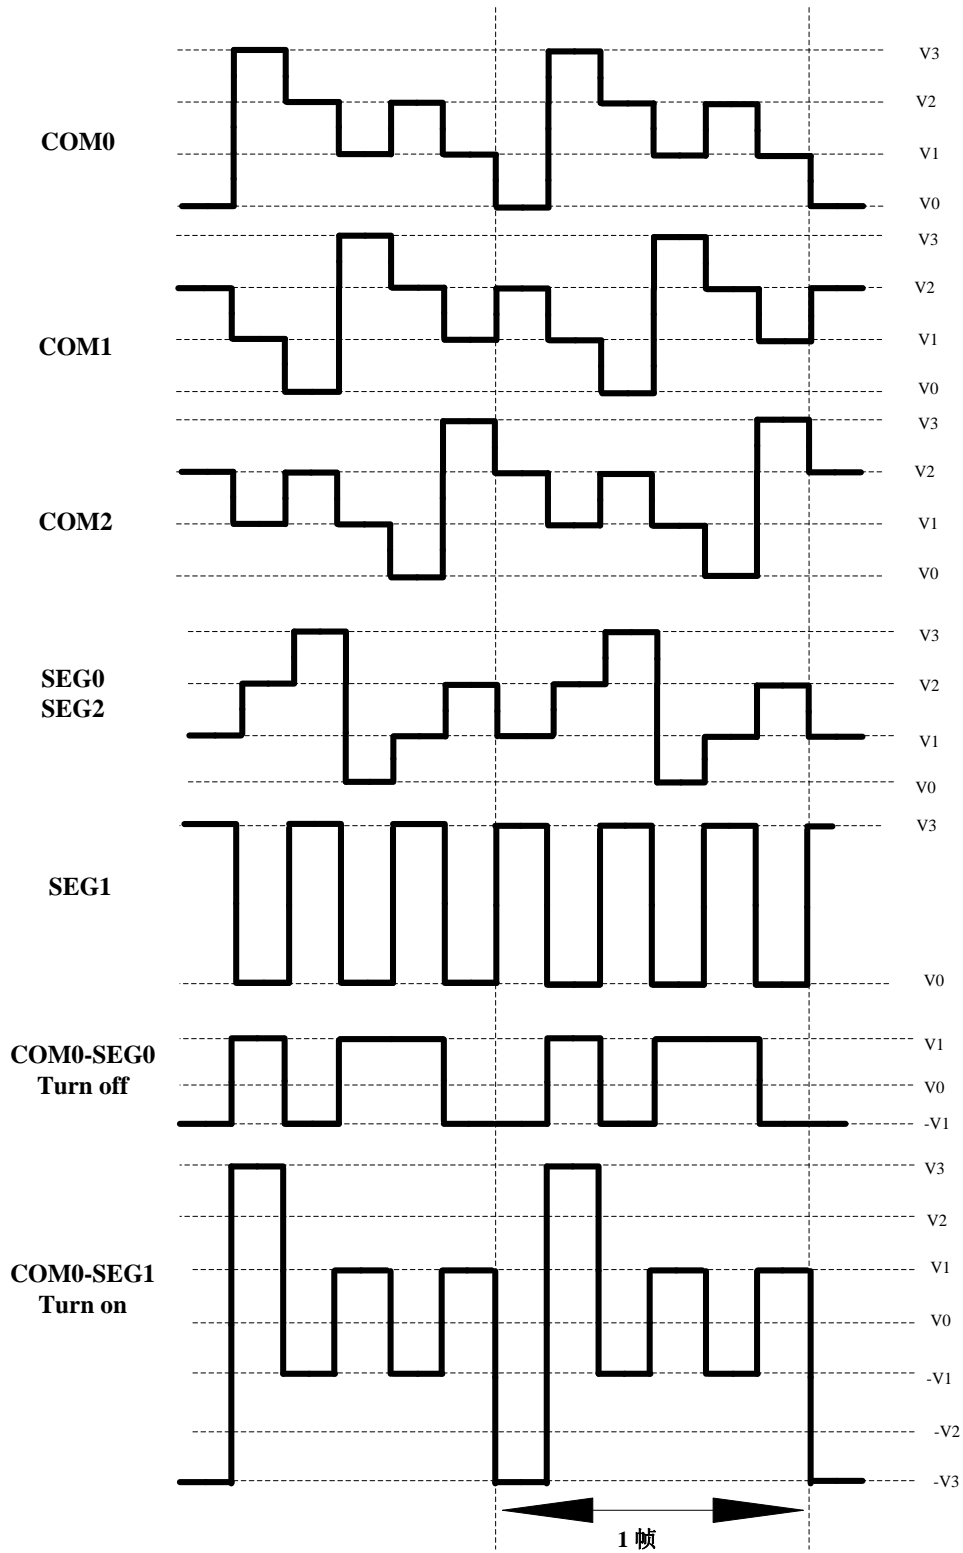 V3
V2
COM0
V1
V0
V3
V2
COM1
V1
V0
V3
V2
COM2
V1
V0
V3
SEG0
SEG2
V2
V1
V0
V3
SEG1
V0
COM0-SEG0
Turn off
V1
V0
-V1
V3
V2
COM0-SEG1
Turn on
V1
V0
-V1
-V2
-V3
1 帧